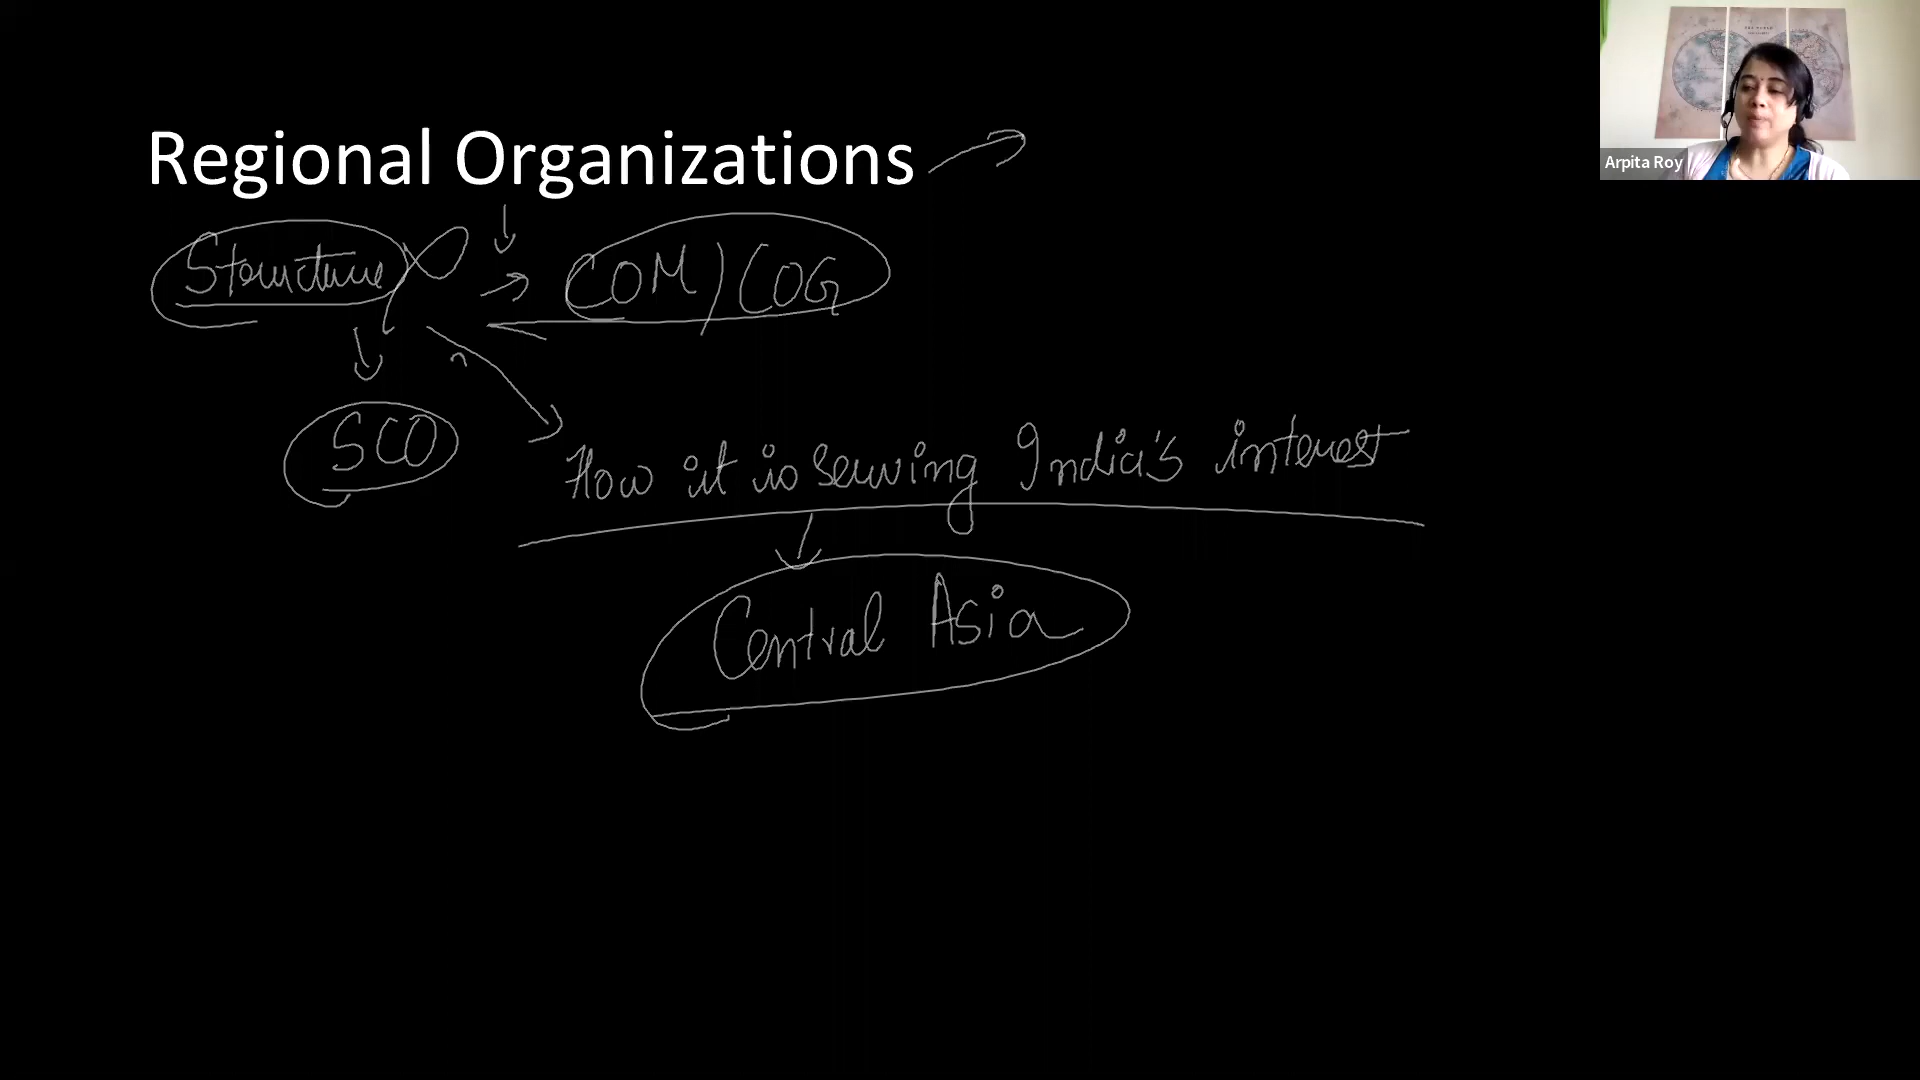 Regional Organizations
Structure
COM/COG
SCO
How it is serving India's interest
Central Asia
Arpita Roy